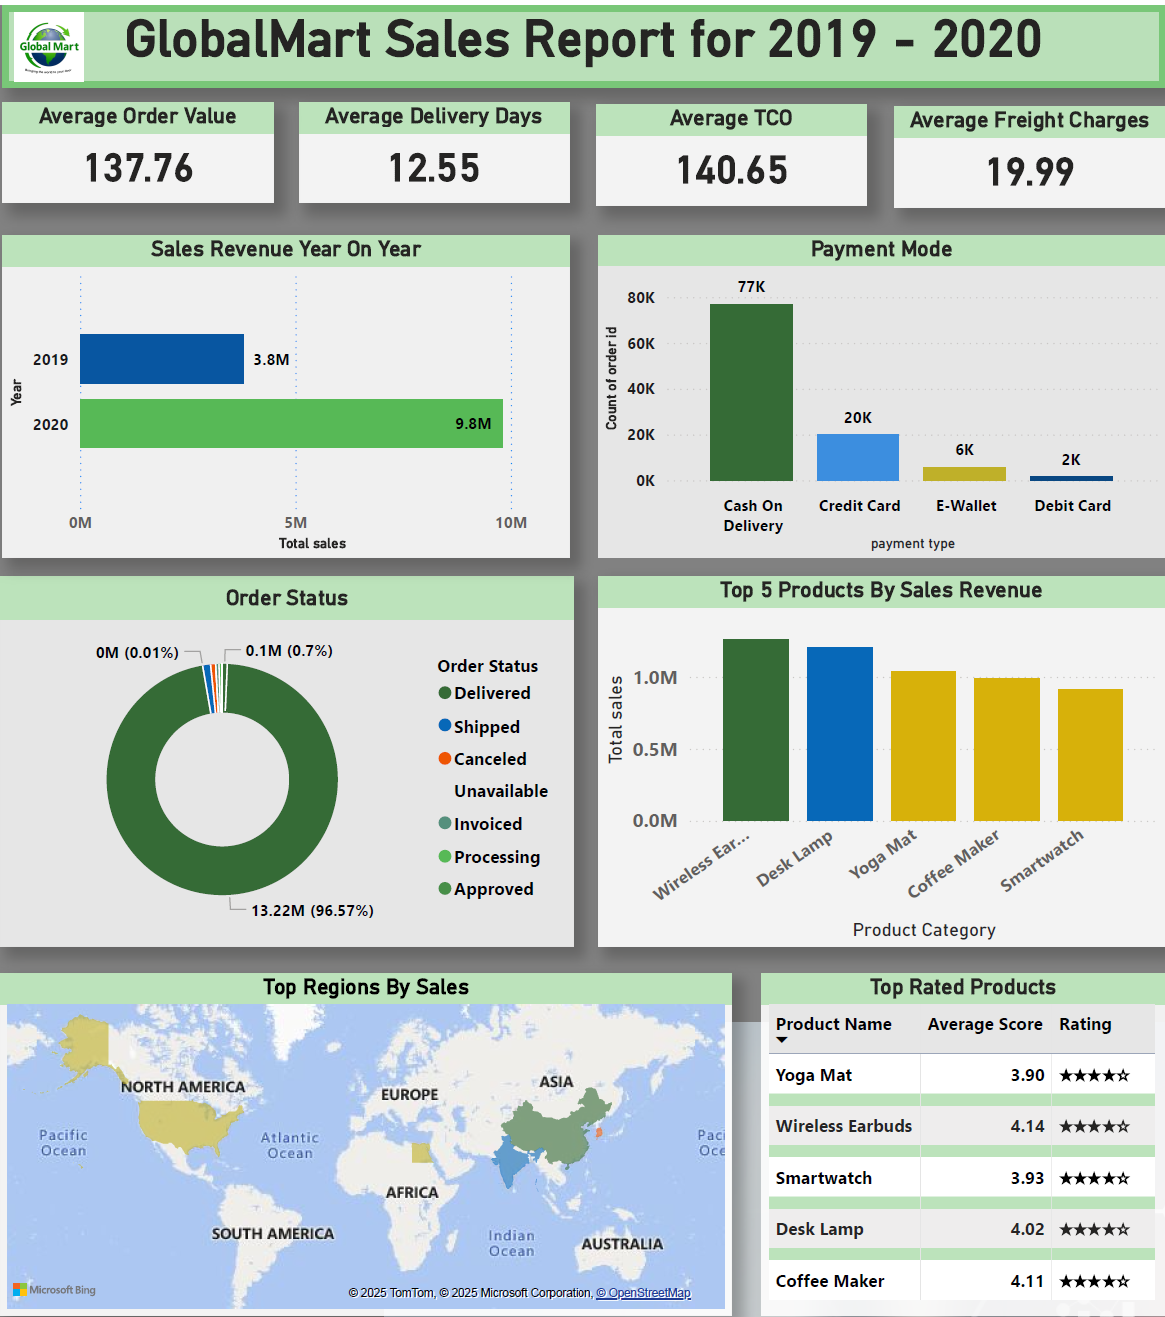 Global Mart
GlobalMart Sales Report for 2019 - 2020
Average Order Value
137.76
Average Delivery Days
12.55
Average TCO
140.65
Average Freight Charges
19.99
Sales Revenue Year On Year
Year
2019
3.8M
2020
9.8M
0M
5M
10M
Total sales
Payment Mode
Count of order id
80K
60K
40K
20K
0K
77K
20K
6K
2K
Cash On
Delivery
Credit Card
E-Wallet
Debit Card
payment type
Order Status
0M (0.01%)
0.1M (0.7%)
13.22M (96.57%)
Order Status
Delivered
Shipped
Canceled
Unavailable
Invoiced
Processing
Approved
Top 5 Products By Sales Revenue
Total sales
1.0M
0.5M
0.0M
Wireless Ear...
Desk Lamp
Yoga Mat
Coffee Maker
Smartwatch
Product Category
Top Regions By Sales
NORTH AMERICA
EUROPE
ASIA
Pacific
Ocean
Atlantic
Ocean
Paci
Oce
AFRICA
SOUTH AMERICA
Indian
Ocean
AUSTRALIA
Microsoft Bing
© 2025 TomTom, © 2025 Microsoft Corporation, © OpenStreetMap
Top Rated Products
Product Name Average Score Rating
Yoga Mat 3.90 ★★★★☆
Wireless Earbuds 4.14 ★★★★☆
Smartwatch 3.93 ★★★★☆
Desk Lamp 4.02 ★★★★☆
Coffee Maker 4.11 ★★★★☆